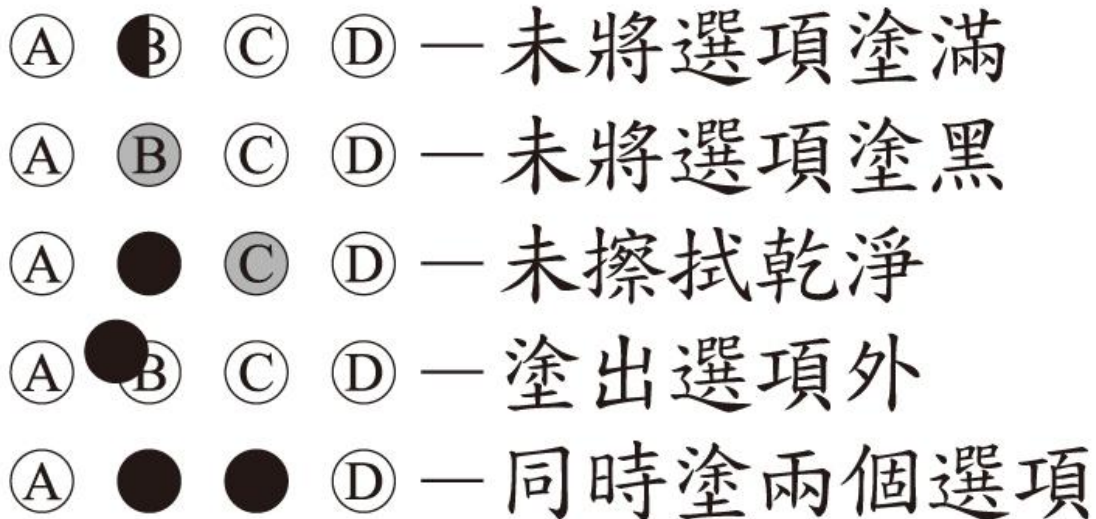 Ⓐ B Ⓒ Ⓓ — 未將選項塗滿
Ⓐ Ⓑ Ⓒ Ⓓ — 未將選項塗黑
Ⓐ ● Ⓒ Ⓓ — 未擦拭乾淨
Ⓐ B Ⓒ Ⓓ — 塗出選項外
Ⓐ ● ● Ⓓ — 同時塗兩個選項